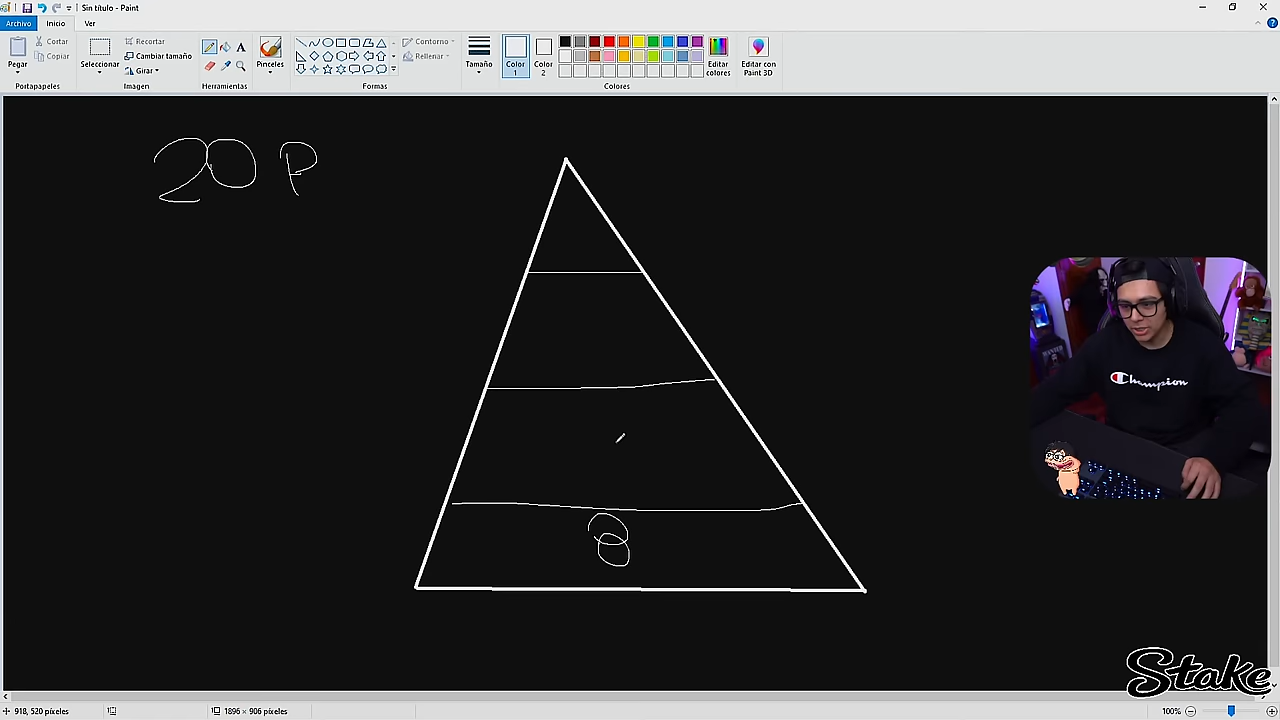 Sin título - Paint
Archivo Inicio Ver
Pegar
Cortar
Copiar
Portapapeles
Seleccionar
Recortar
Cambiar tamaño
Girar
Imagen
A
Herramientas
Pinceles
Contorno
Rellenar
Formas
Tamaño
Color 1
Color 2
Editar colores
Colores
Editar con Paint 3D
20 P
8
Champion
Stake
918, 520 píxeles
1896 × 906 píxeles
100%